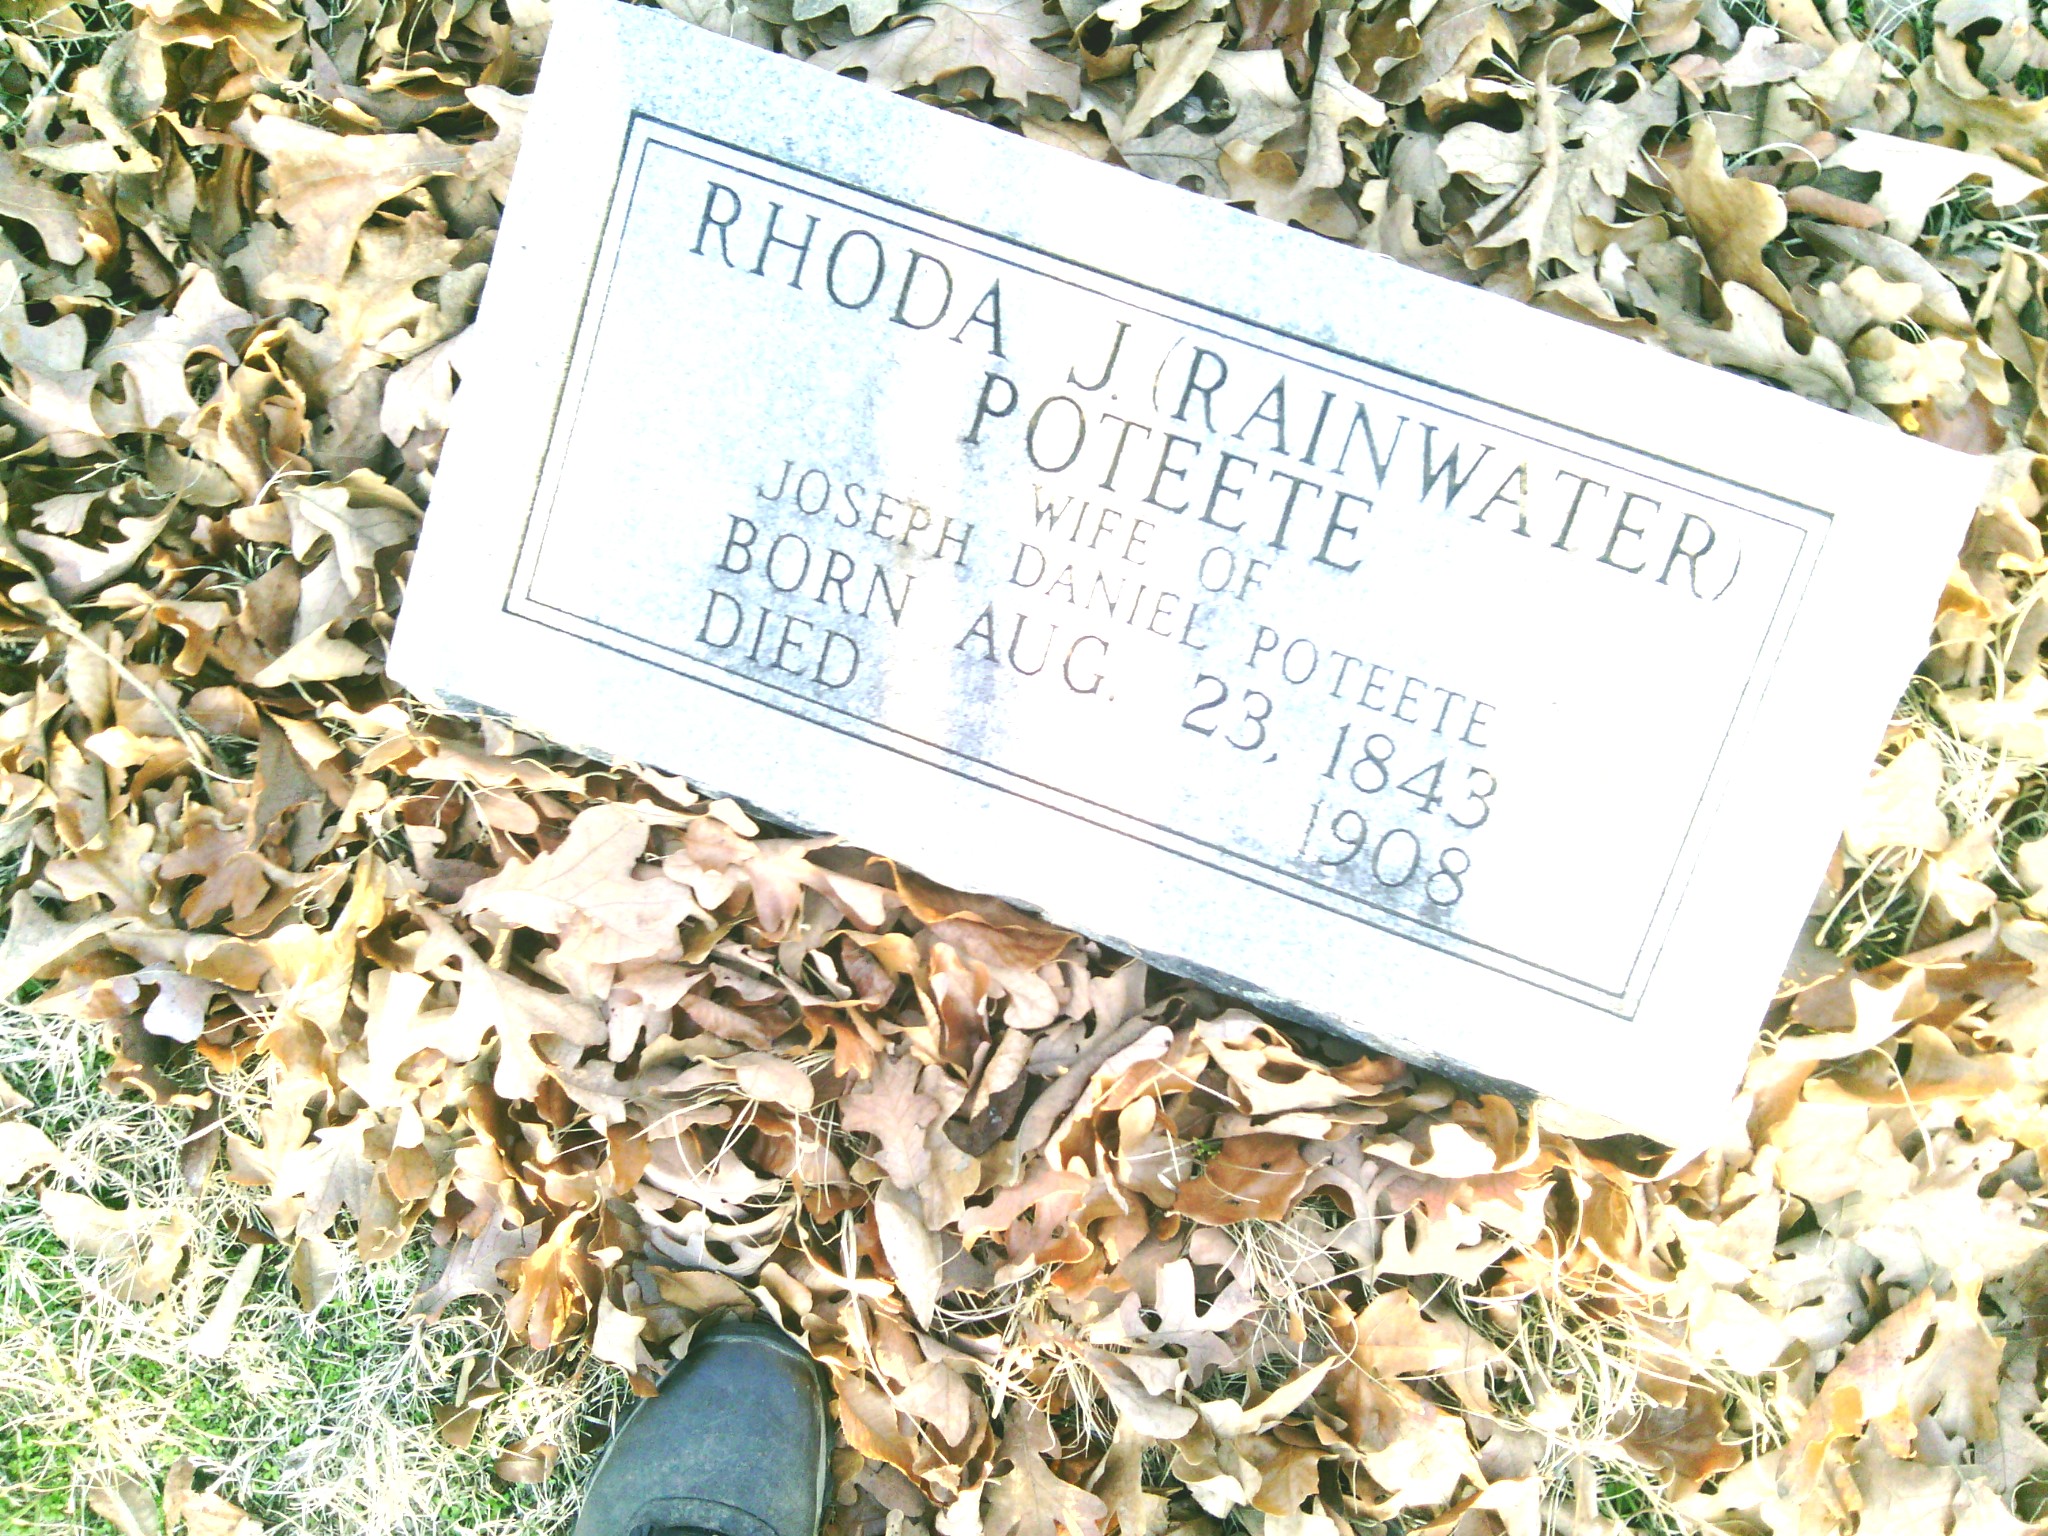 RHODA J. (RAINWATER)
POTEETE
WIFE OF
JOSEPH DANIEL POTEETE
BORN AUG. 23, 1843
DIED 1908